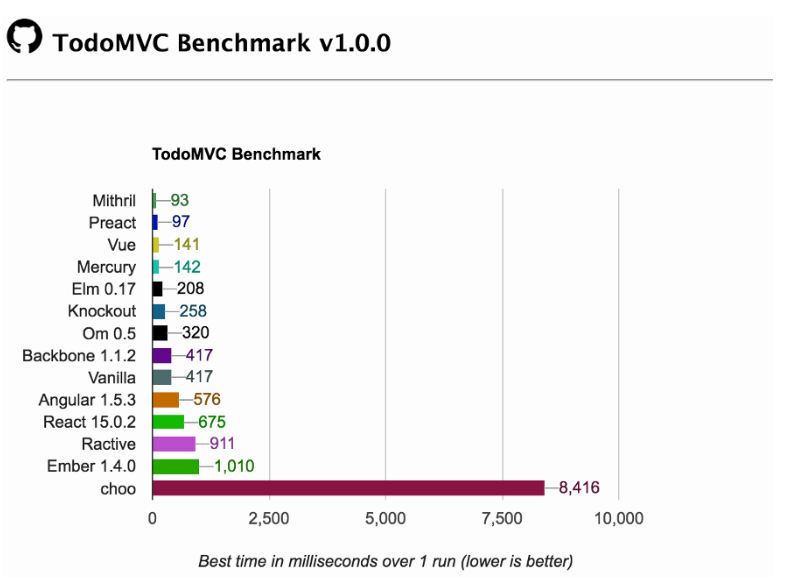 TodoMVC Benchmark v1.0.0
TodoMVC Benchmark
Mithril 93
Preact 97
Vue 141
Mercury 142
Elm 0.17 208
Knockout 258
Om 0.5 320
Backbone 1.1.2 417
Vanilla 417
Angular 1.5.3 576
React 15.0.2 675
Ractive 911
Ember 1.4.0 1,010
choo 8,416
0 2,500 5,000 7,500 10,000
Best time in milliseconds over 1 run (lower is better)